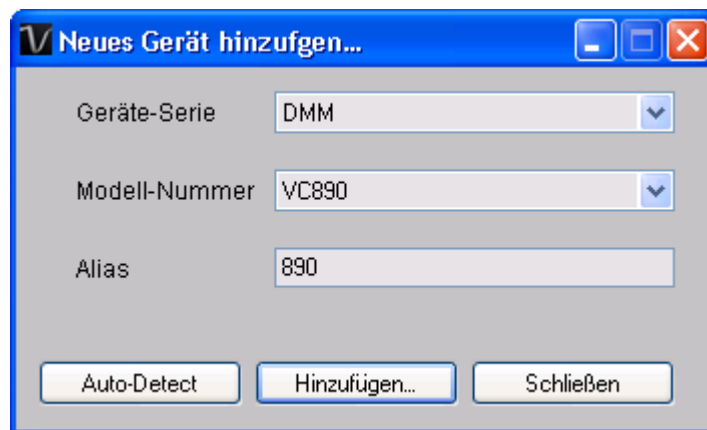 Neues Gerät hinzufgen...
Geräte-Serie DMM
Modell-Nummer VC890
Alias 890
Auto-Detect Hinzufügen... Schließen